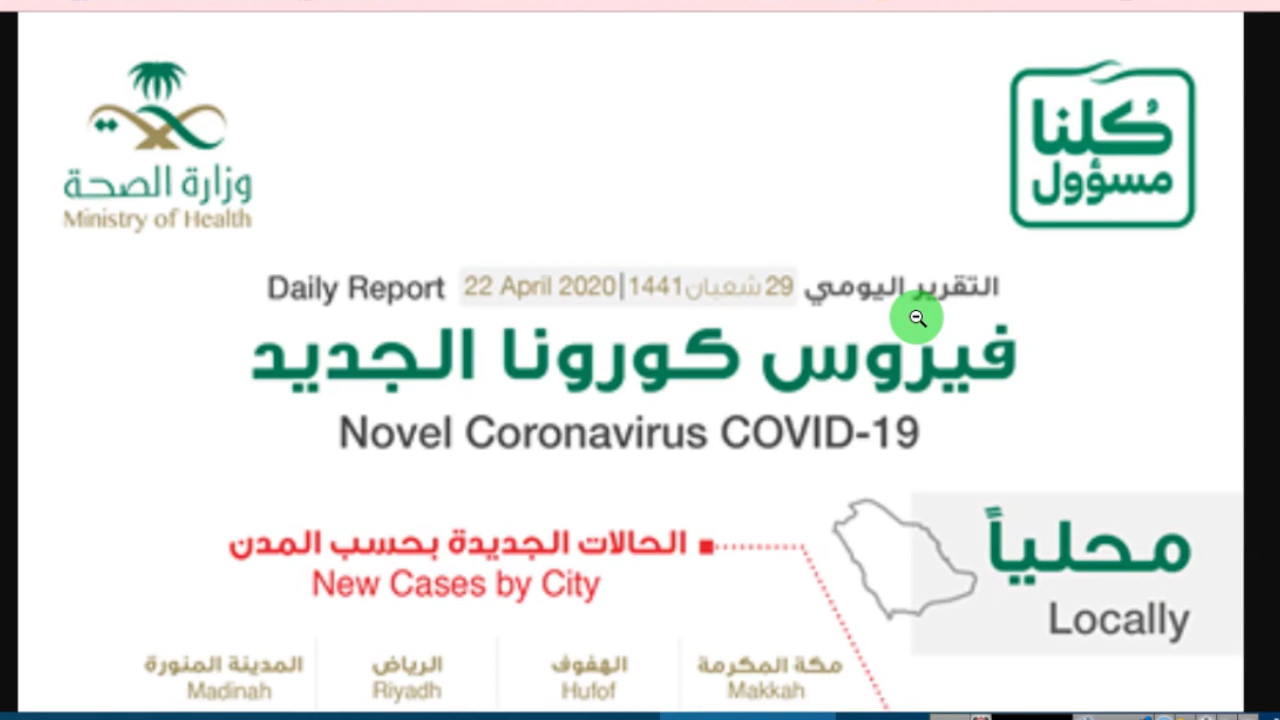 وزارة الصحة
Ministry of Health
كُلنا
مسؤول
Daily Report 22 April 2020|1441 شعبان 29 التقرير اليومي
فيروس كورونا الجديد
Novel Coronavirus COVID-19
محلياً
Locally
الحالات الجديدة بحسب المدن
New Cases by City
المدينة المنورة الرياض الهفوف مكة المكرمة
Madinah Riyadh Hufof Makkah